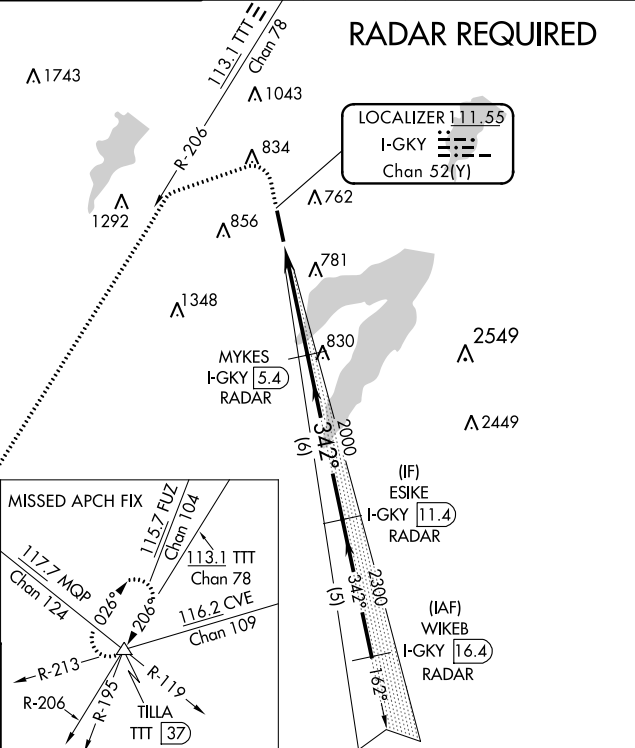 RADAR REQUIRED
113.1 TTT
Chan 78
R-206
1743
1043
834
LOCALIZER 111.55
I-GKY
Chan 52(Y)
1292
762
856
781
1348
MYKES
I-GKY 5.4
RADAR
830
2549
2449
342°
2000
(6)
(IF)
ESIKE
I-GKY 11.4
RADAR
342°
2300
(5)
(IAF)
WIKEB
I-GKY 16.4
RADAR
162°
MISSED APCH FIX
115.7 FUZ
Chan 104
113.1 TTT
Chan 78
117.7 MQP
Chan 124
026°
206°
116.2 CVE
Chan 109
R-213
R-206
R-195
R-119
TILLA
TTT 37